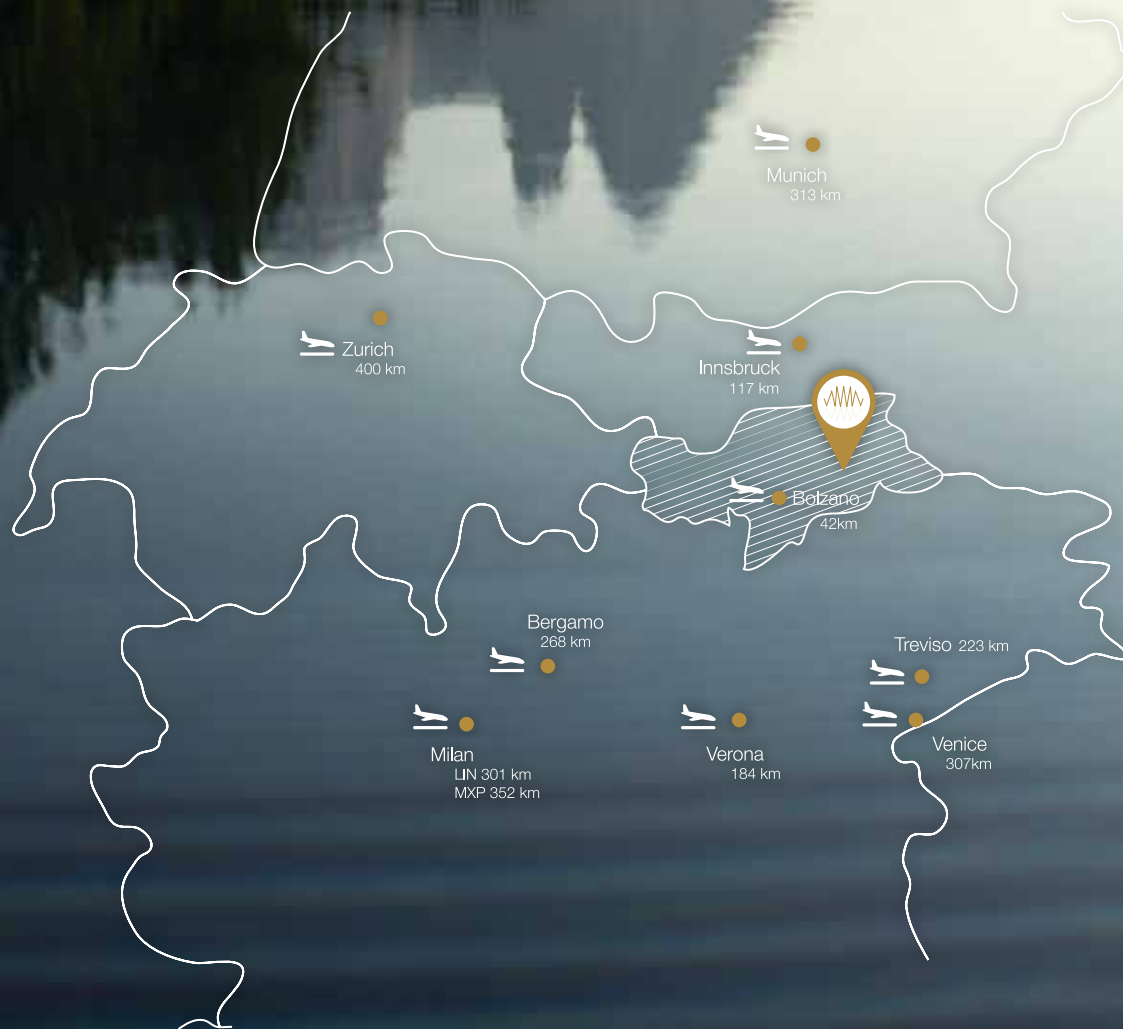 Munich
313 km
Zurich
400 km
Innsbruck
117 km
Bolzano
42km
Bergamo
268 km
Treviso 223 km
Milan
LIN 301 km
MXP 352 km
Verona
184 km
Venice
307km